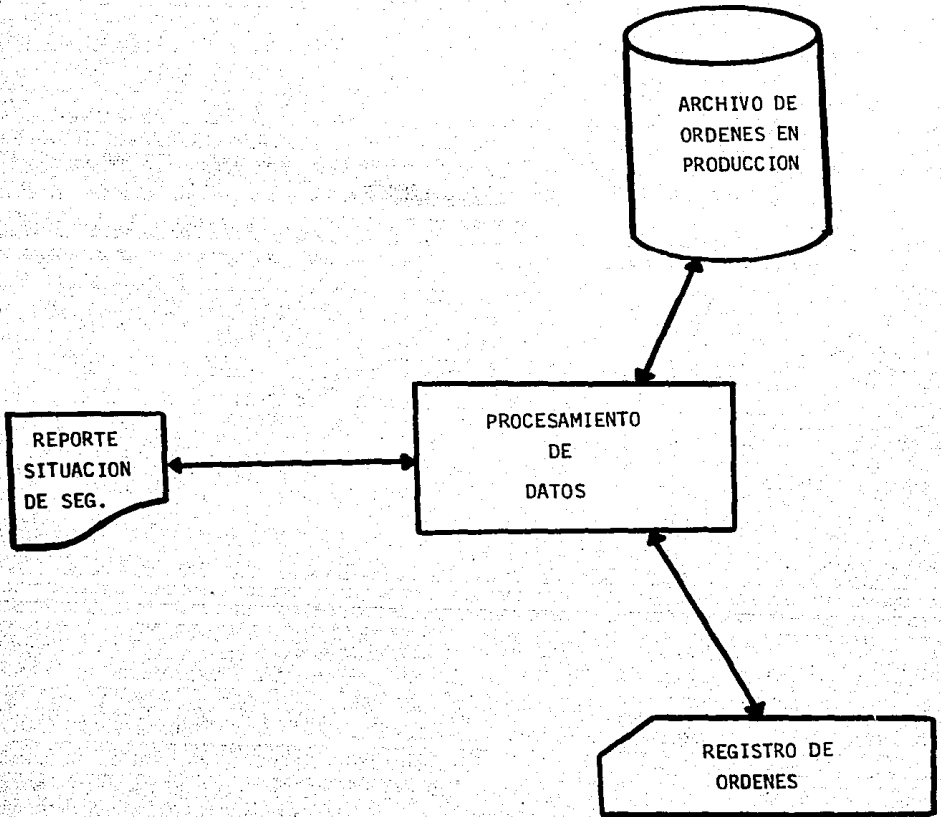 ARCHIVO DE
ORDENES EN
PRODUCCION
PROCESAMIENTO
DE
DATOS
REPORTE
SITUACION
DE SEG.
REGISTRO DE
ORDENES